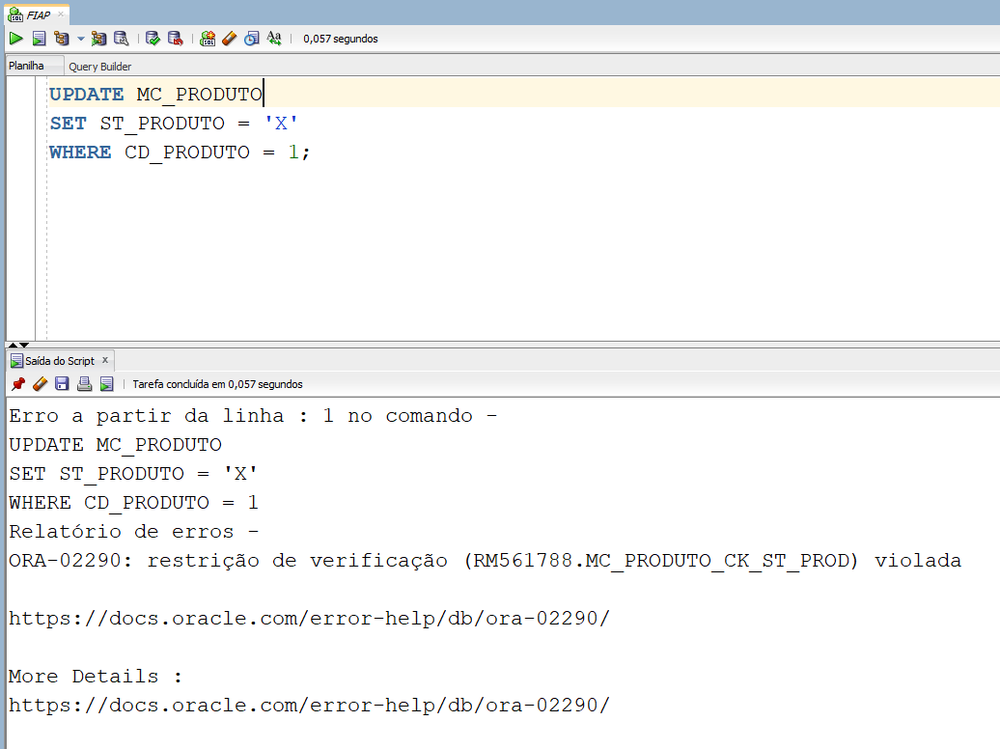 FIAP
0,057 segundos
Planilha
Query Builder
UPDATE MC_PRODUTO
SET ST_PRODUTO = 'X'
WHERE CD_PRODUTO = 1;
Saída do Script
Tarefa concluída em 0,057 segundos
Erro a partir da linha : 1 no comando -
UPDATE MC_PRODUTO
SET ST_PRODUTO = 'X'
WHERE CD_PRODUTO = 1
Relatório de erros -
ORA-02290: restrição de verificação (RM561788.MC_PRODUTO_CK_ST_PROD) violada
https://docs.oracle.com/error-help/db/ora-02290/
More Details :
https://docs.oracle.com/error-help/db/ora-02290/